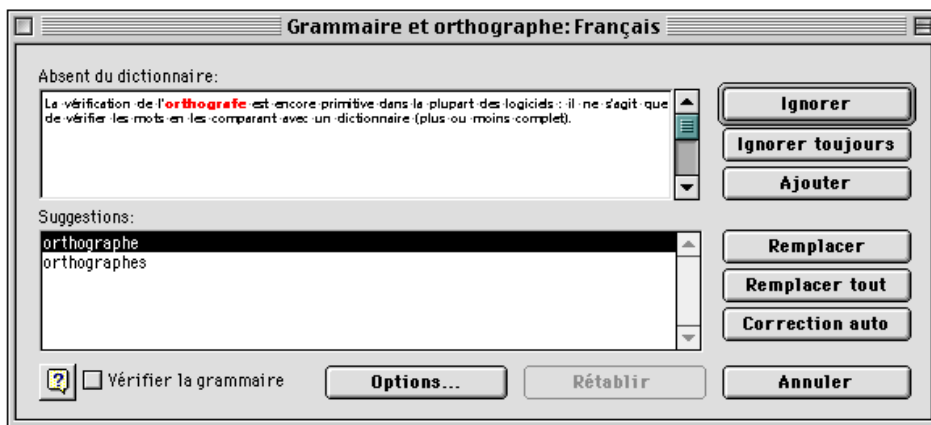 Grammaire et orthographe: Français
Absent du dictionnaire:
La vérification de l'orthografe est encore primitive dans la plupart des logiciels : il ne s'agit que
de vérifier les mots en les comparant avec un dictionnaire (plus ou moins complet).
Ignorer
Ignorer toujours
Ajouter
Suggestions:
orthographe
orthographes
Remplacer
Remplacer tout
Correction auto
Vérifier la grammaire
Options...
Rétablir
Annuler